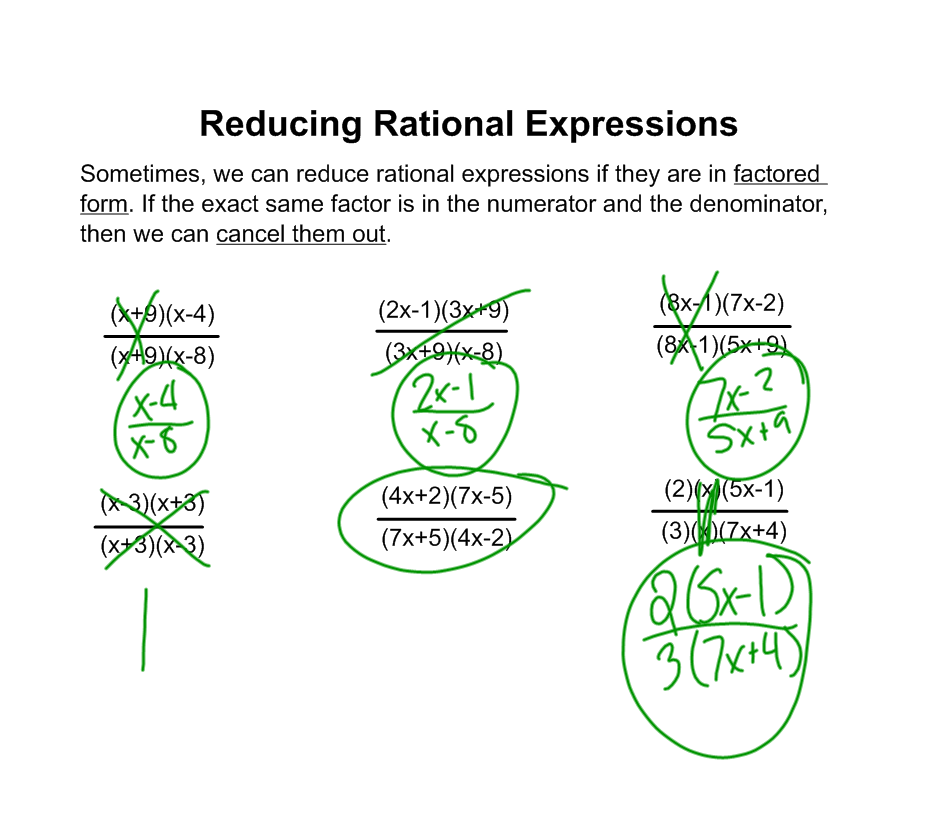 Reducing Rational Expressions
Sometimes, we can reduce rational expressions if they are in factored
form. If the exact same factor is in the numerator and the denominator,
then we can cancel them out.
(x+9)(x-4)
(x+9)(x-8)
x-4
x-8
(2x-1)(3x+9)
(3x+9)(x-8)
2x-1
x-8
(8x-1)(7x-2)
(8x-1)(5x+9)
7x-2
5x+9
(x-3)(x+3)
(x+3)(x-3)
1
(4x+2)(7x-5)
(7x+5)(4x-2)
(2)(x)(5x-1)
(3)(x)(7x+4)
2(5x-1)
3(7x+4)